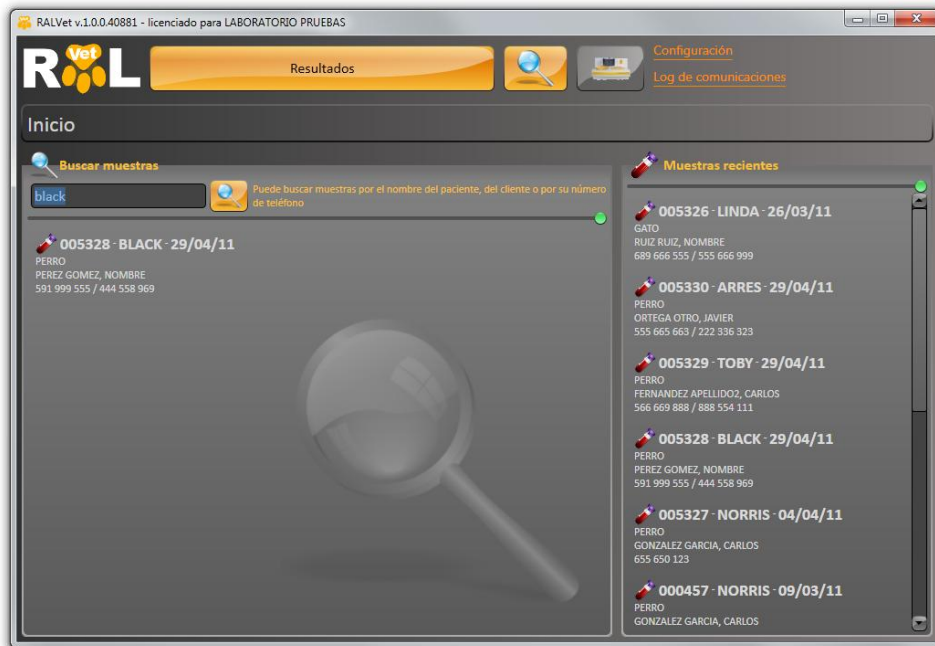 RALVet v.1.0.0.40881 - licenciado para LABORATORIO PRUEBAS
RAL Vet
Resultados
Configuración
Log de comunicaciones
Inicio
Buscar muestras
black
Puede buscar muestras por el nombre del paciente, del cliente o por su número
de teléfono
005328 - BLACK - 29/04/11
PERRO
PEREZ GOMEZ, NOMBRE
591 999 555 / 444 558 969
Muestras recientes
005326 - LINDA - 26/03/11
GATO
RUIZ RUIZ, NOMBRE
689 666 555 / 555 666 999
005330 - ARRES - 29/04/11
PERRO
ORTEGA OTRO, JAVIER
555 665 663 / 222 336 323
005329 - TOBY - 29/04/11
PERRO
FERNANDEZ APELLIDO2, CARLOS
566 669 888 / 888 554 111
005328 - BLACK - 29/04/11
PERRO
PEREZ GOMEZ, NOMBRE
591 999 555 / 444 558 969
005327 - NORRIS - 04/04/11
PERRO
GONZALEZ GARCIA, CARLOS
655 650 123
000457 - NORRIS - 09/03/11
PERRO
GONZALEZ GARCIA, CARLOS